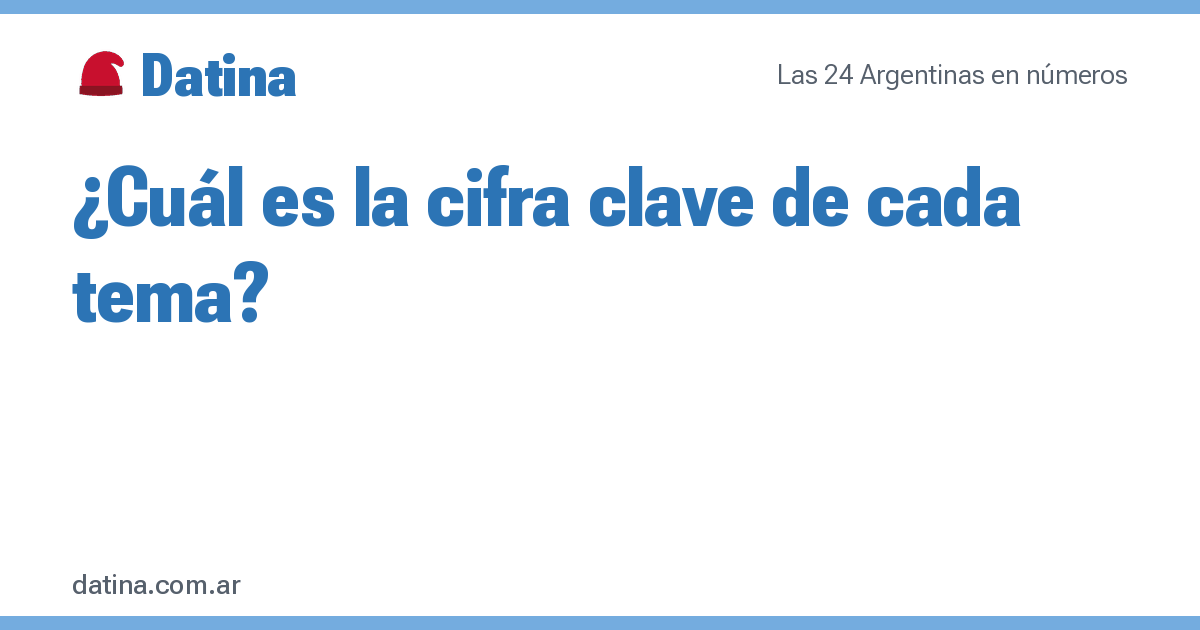 Datina
Las 24 Argentinas en números
¿Cuál es la cifra clave de cada
tema?
datina.com.ar